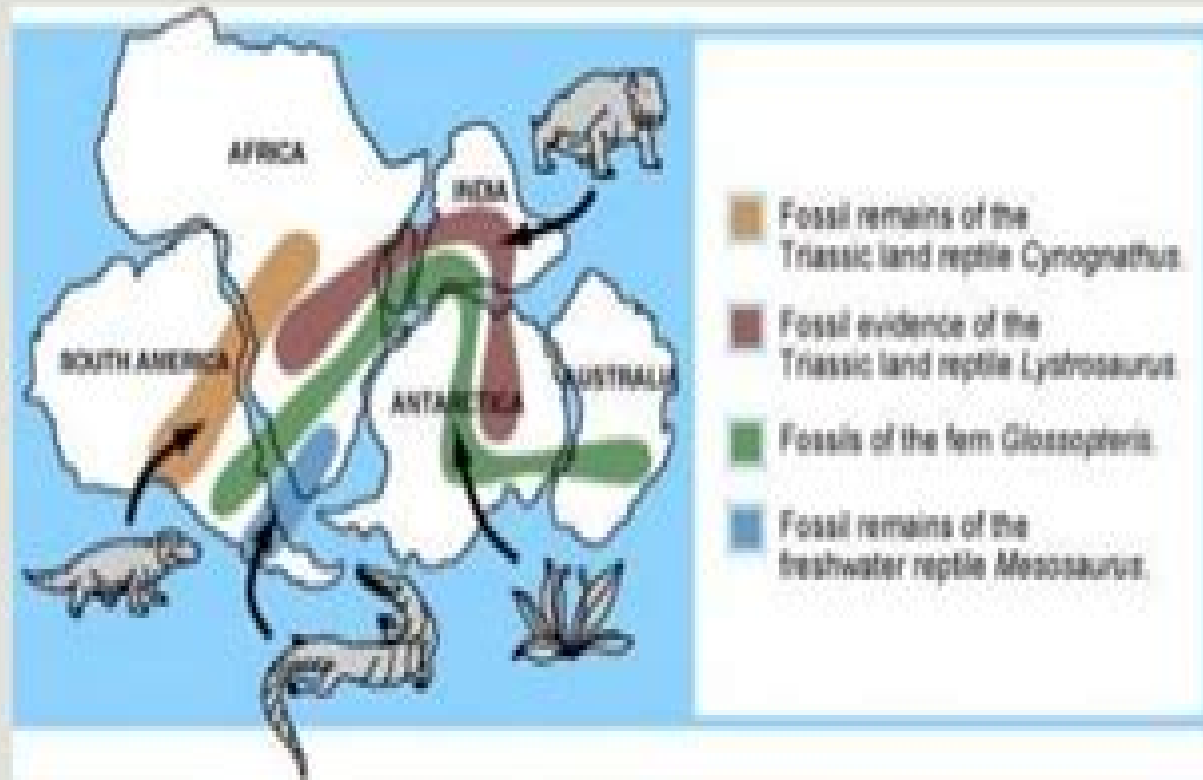 AFRICA
INDIA
SOUTH AMERICA
ANTARCTICA
AUSTRALIA
Fossil remains of the
Triassic land reptile Cynognathus.
Fossil evidence of the
Triassic land reptile Lystrosaurus.
Fossils of the fern Glossopteris.
Fossil remains of the
freshwater reptile Mesosaurus.